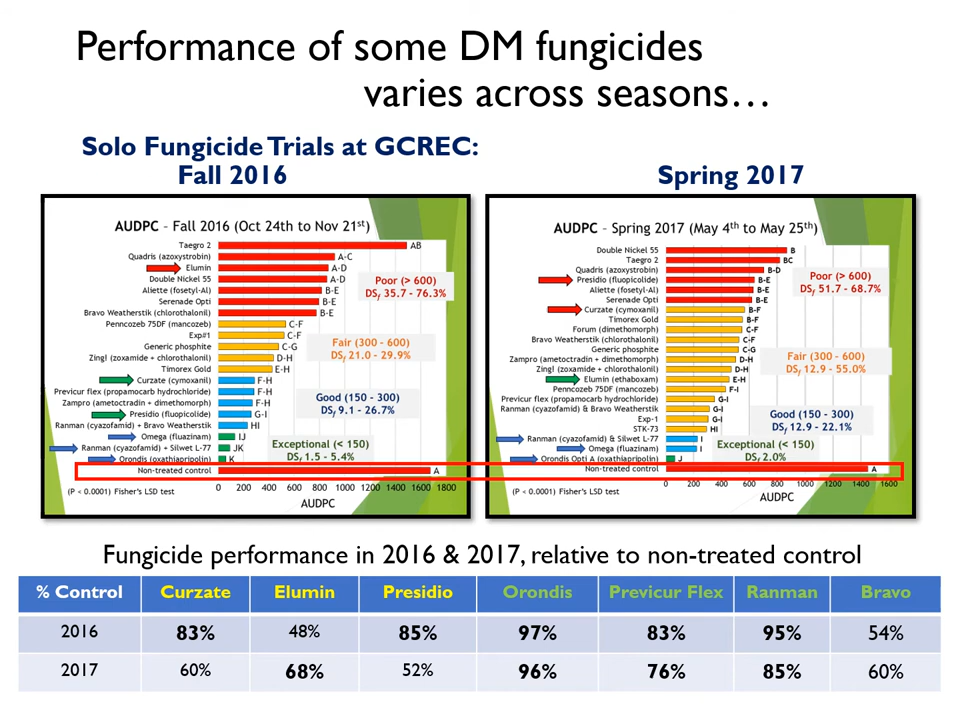 Performance of some DM fungicides
varies across seasons…
Solo Fungicide Trials at GCREC:
Fall 2016
Spring 2017
AUDPC – Fall 2016 (Oct 24th to Nov 21st)
Taegro 2 AB
Quadris (azoxystrobin) A-C
Elumin A-D
Double Nickel 55 A-D
Aliette (fosetyl-Al) B-E
Serenade Opti B-E
Bravo Weatherstik (chlorothalonil) B-E
Penncozeb 75DF (mancozeb) C-F
Exp#1 C-F
Generic phosphite C-G
Zing! (zoxamide + chlorothalonil) D-H
Timorex Gold E-H
Curzate (cymoxanil) F-H
Previcur flex (propamocarb hydrochloride) F-H
Zampro (ametoctradin + dimethomorph) F-H
Presidio (fluopicolide) G-I
Ranman (cyazofamid) + Bravo Weatherstik HI
Omega (fluazinam) IJ
Ranman (cyazofamid) + Silwet L-77 JK
Orondis (oxathiapiprolin) K
Non-treated control A
Poor (> 600)
DSf 35.7 - 76.3%
Fair (300 - 600)
DSf 21.0 - 29.9%
Good (150 - 300)
DSf 9.1 - 26.7%
Exceptional (< 150)
DSf 1.5 - 5.4%
0 200 400 600 800 1000 1200 1400 1600 1800
(P < 0.0001) Fisher's LSD test
AUDPC
AUDPC – Spring 2017 (May 4th to May 25th)
Double Nickel 55 B
Taegro 2 BC
Quadris (azoxystrobin) B-D
Presidio (fluopicolide) B-E
Aliette (fosetyl-Al) B-E
Serenade Opti B-E
Curzate (cymoxanil) B-F
Timorex Gold B-F
Forum (dimethomorph) C-F
Bravo Weatherstik (chlorothalonil) C-F
Generic phosphite C-G
Zampro (ametoctradin + dimethomorph) D-H
Zing! (zoxamide + chlorothalonil) D-H
Elumin (ethaboxam) E-H
Penncozeb 75DF (mancozeb) F-I
Previcur flex (propamocarb hydrochloride) G-I
Ranman (cyazofamid) & Bravo Weatherstik G-I
Exp-1 G-I
STK-73 HI
Ranman (cyazofamid) & Silwet L-77 I
Omega (fluazinam) I
Orondis Opti A (oxathiapiprolin) J
Non-treated control A
Poor (> 600)
DSf 51.7 - 68.7%
Fair (300 - 600)
DSf 12.9 - 55.0%
Good (150 - 300)
DSf 12.9 - 22.1%
Exceptional (< 150)
DSf 2.0%
0 200 400 600 800 1000 1200 1400 1600
(P < 0.0001) Fisher's LSD test
AUDPC
Fungicide performance in 2016 & 2017, relative to non-treated control
% Control Curzate Elumin Presidio Orondis Previcur Flex Ranman Bravo
2016 83% 48% 85% 97% 83% 95% 54%
2017 60% 68% 52% 96% 76% 85% 60%